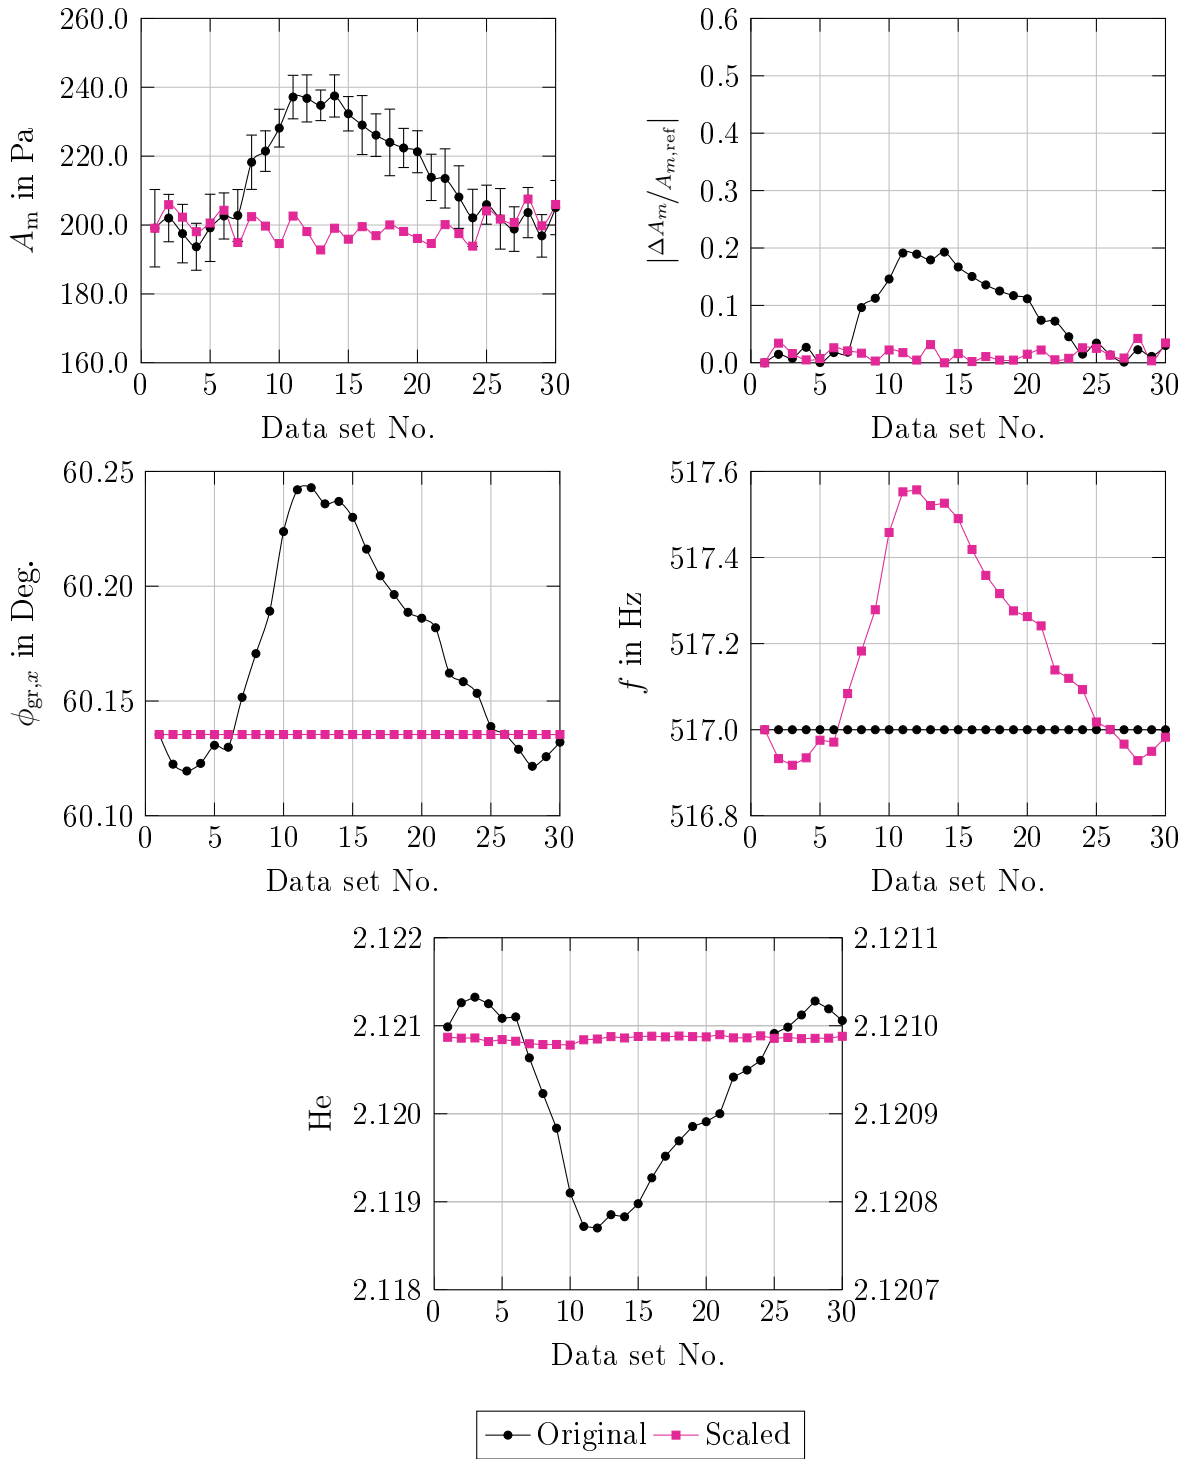 260.0
240.0
220.0
200.0
180.0
160.0
0 5 10 15 20 25 30
Data set No.
A_m in Pa
0.6
0.5
0.4
0.3
0.2
0.1
0.0
0 5 10 15 20 25 30
Data set No.
|ΔA_m/A_{m,ref}|
60.25
60.20
60.15
60.10
0 5 10 15 20 25 30
Data set No.
ϕ_{gr,x} in Deg.
517.6
517.4
517.2
517.0
516.8
0 5 10 15 20 25 30
Data set No.
f in Hz
2.122
2.121
2.120
2.119
2.118
0 5 10 15 20 25 30
Data set No.
He
2.1211
2.1210
2.1209
2.1208
2.1207
Original Scaled